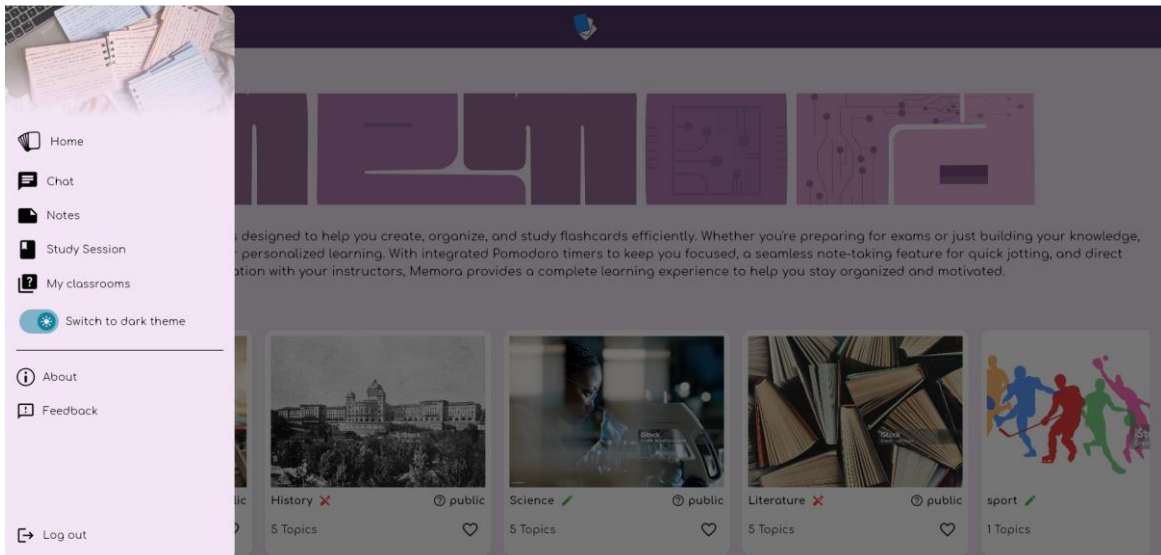 Home
Chat
Notes
Study Session
My classrooms
Switch to dark theme
About
Feedback
Log out
designed to help you create, organize, and study flashcards efficiently. Whether you're preparing for exams or just building your knowledge,
personalized learning. With integrated Pomodoro timers to keep you focused, a seamless note-taking feature for quick jotting, and direct
with your instructors, Memora provides a complete learning experience to help you stay organized and motivated.
History public
5 Topics
Science public
5 Topics
Literature public
5 Topics
sport
1 Topics
iStock
iStock
iStock